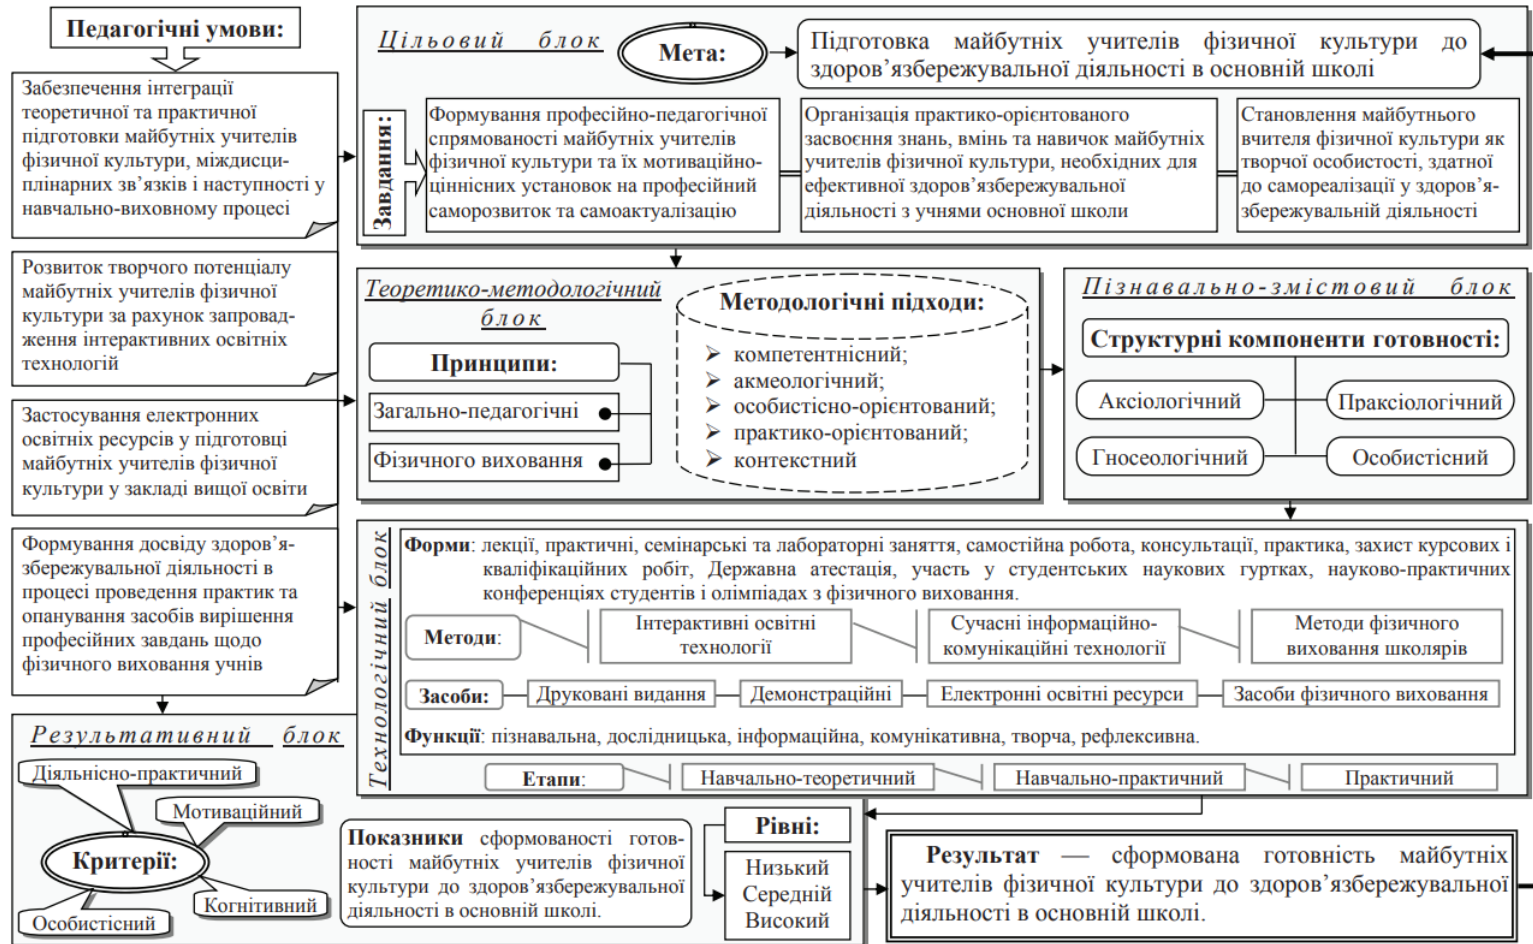 Педагогічні умови:
Забезпечення інтеграції
теоретичної та практичної
підготовки майбутніх учителів
фізичної культури, міждисци-
плінарних зв’язків і наступності у
навчально-виховному процесі
Розвиток творчого потенціалу
майбутніх учителів фізичної
культури за рахунок запровад-
ження інтерактивних освітніх
технологій
Застосування електронних
освітніх ресурсів у підготовці
майбутніх учителів фізичної
культури у закладі вищої освіти
Формування досвіду здоров’я-
збережувальної діяльності в
процесі проведення практик та
опанування засобів вирішення
професійних завдань щодо
фізичного виховання учнів
Цільовий блок
Мета:
Підготовка майбутніх учителів фізичної культури до
здоров’язбережувальної діяльності в основній школі
Завдання:
Формування професійно-педагогічної
спрямованості майбутніх учителів
фізичної культури та їх мотиваційно-
ціннісних установок на професійний
саморозвиток та самоактуалізацію
Організація практико-орієнтованого
засвоєння знань, вмінь та навичок майбутніх
учителів фізичної культури, необхідних для
ефективної здоров’язбережувальної
діяльності з учнями основної школи
Становлення майбутнього
вчителя фізичної культури як
творчої особистості, здатної
до самореалізації у здоров’я-
збережувальній діяльності
Теоретико-методологічний
блок
Принципи:
Загально-педагогічні
Фізичного виховання
Методологічні підходи:
➢ компетентнісний;
➢ акмеологічний;
➢ особистісно-орієнтований;
➢ практико-орієнтований;
➢ контекстний
Пізнавально-змістовий блок
Структурні компоненти готовності:
Аксіологічний
Праксіологічний
Гносеологічний
Особистісний
Технологічний блок
Форми: лекції, практичні, семінарські та лабораторні заняття, самостійна робота, консультації, практика, захист курсових і
кваліфікаційних робіт, Державна атестація, участь у студентських наукових гуртках, науково-практичних
конференціях студентів і олімпіадах з фізичного виховання.
Методи:
Інтерактивні освітні
технології
Сучасні інформаційно-
комунікаційні технології
Методи фізичного
виховання школярів
Засоби:
Друковані видання
Демонстраційні
Електронні освітні ресурси
Засоби фізичного виховання
Функції: пізнавальна, дослідницька, інформаційна, комунікативна, творча, рефлексивна.
Етапи:
Навчально-теоретичний
Навчально-практичний
Практичний
Результативний блок
Діяльнісно-практичний
Мотиваційний
Критерії:
Когнітивний
Особистісний
Показники сформованості готов-
ності майбутніх учителів фізичної
культури до здоров’язбережувальної
діяльності в основній школі.
Рівні:
Низький
Середній
Високий
Результат — сформована готовність майбутніх
учителів фізичної культури до здоров’язбережувальної
діяльності в основній школі.